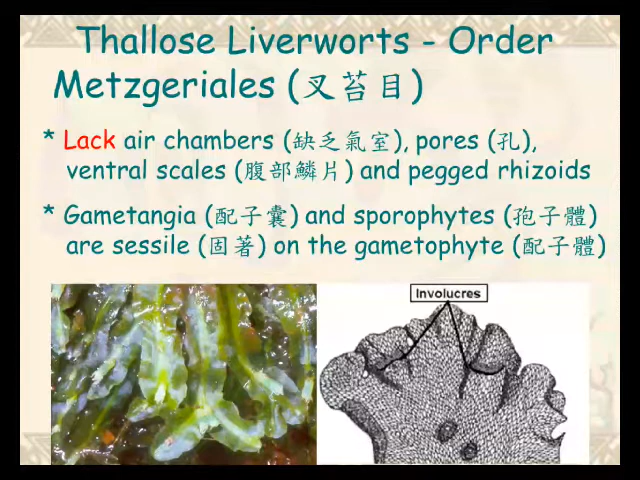 Thallose Liverworts - Order
Metzgeriales (叉苔目)
* Lack air chambers (缺乏氣室), pores (孔),
ventral scales (腹部鱗片) and pegged rhizoids
* Gametangia (配子囊) and sporophytes (孢子體)
are sessile (固著) on the gametophyte (配子體)
Involucres